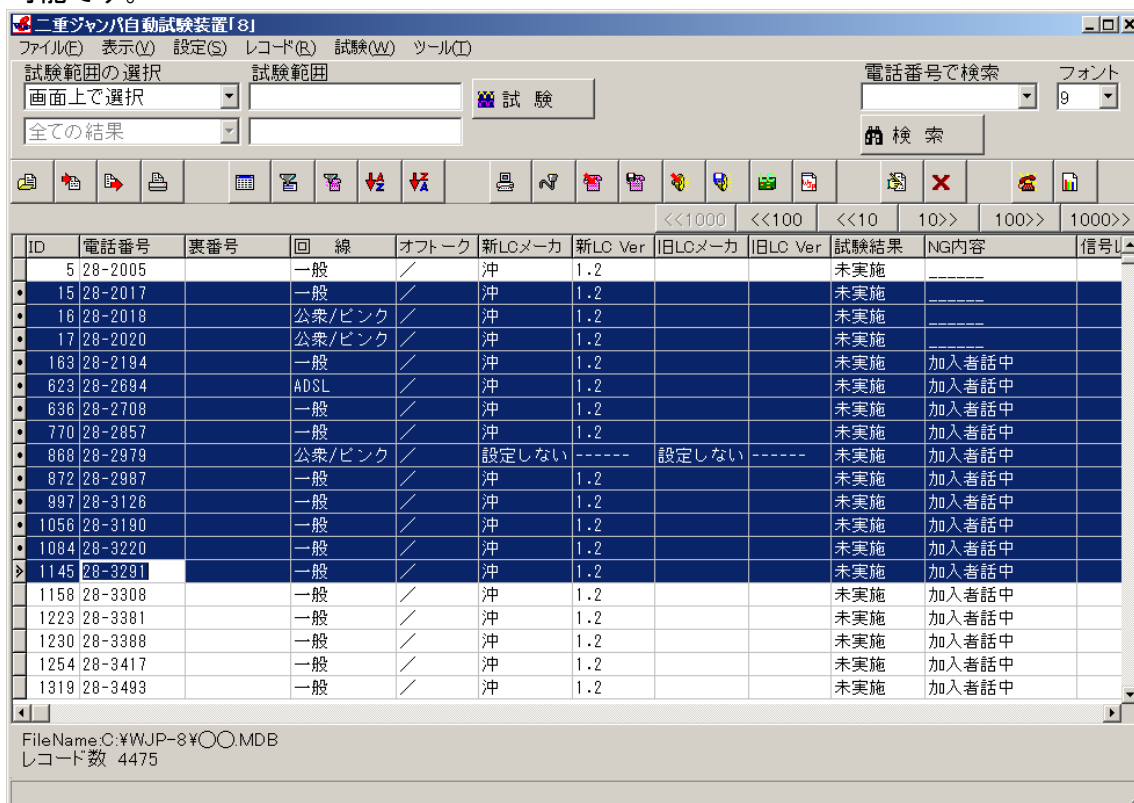 可能です。
二重ジャンパ自動試験装置「8」
ファイル(F) 表示(V) 設定(S) レコード(R) 試験(W) ツール(T)
試験範囲の選択 試験範囲 電話番号で検索 フォント
画面上で選択 試 験 9
全ての結果 検 索
<<1000 <<100 <<10 10>> 100>> 1000>>
ID 電話番号 裏番号 回 線 オフトーク 新LCメーカ 新LC Ver 旧LCメーカ 旧LC Ver 試験結果 NG内容 信号L
5 28-2005 一般 ／ 沖 1.2 未実施 ______
15 28-2017 一般 ／ 沖 1.2 未実施 ______
16 28-2018 公衆/ピンク ／ 沖 1.2 未実施 ______
17 28-2020 公衆/ピンク ／ 沖 1.2 未実施 ______
163 28-2194 一般 ／ 沖 1.2 未実施 加入者話中
623 28-2694 ADSL ／ 沖 1.2 未実施 加入者話中
636 28-2708 一般 ／ 沖 1.2 未実施 加入者話中
770 28-2857 一般 ／ 沖 1.2 未実施 加入者話中
868 28-2979 公衆/ピンク ／ 設定しない ------ 設定しない ------ 未実施 加入者話中
872 28-2987 一般 ／ 沖 1.2 未実施 加入者話中
997 28-3126 一般 ／ 沖 1.2 未実施 加入者話中
1056 28-3190 一般 ／ 沖 1.2 未実施 加入者話中
1084 28-3220 一般 ／ 沖 1.2 未実施 加入者話中
1145 28-3291 一般 ／ 沖 1.2 未実施 加入者話中
1158 28-3308 一般 ／ 沖 1.2 未実施 加入者話中
1223 28-3381 一般 ／ 沖 1.2 未実施 加入者話中
1230 28-3388 一般 ／ 沖 1.2 未実施 加入者話中
1254 28-3417 一般 ／ 沖 1.2 未実施 加入者話中
1319 28-3493 一般 ／ 沖 1.2 未実施 加入者話中
FileName:C:¥WJP-8¥〇〇.MDB
レコード数 4475